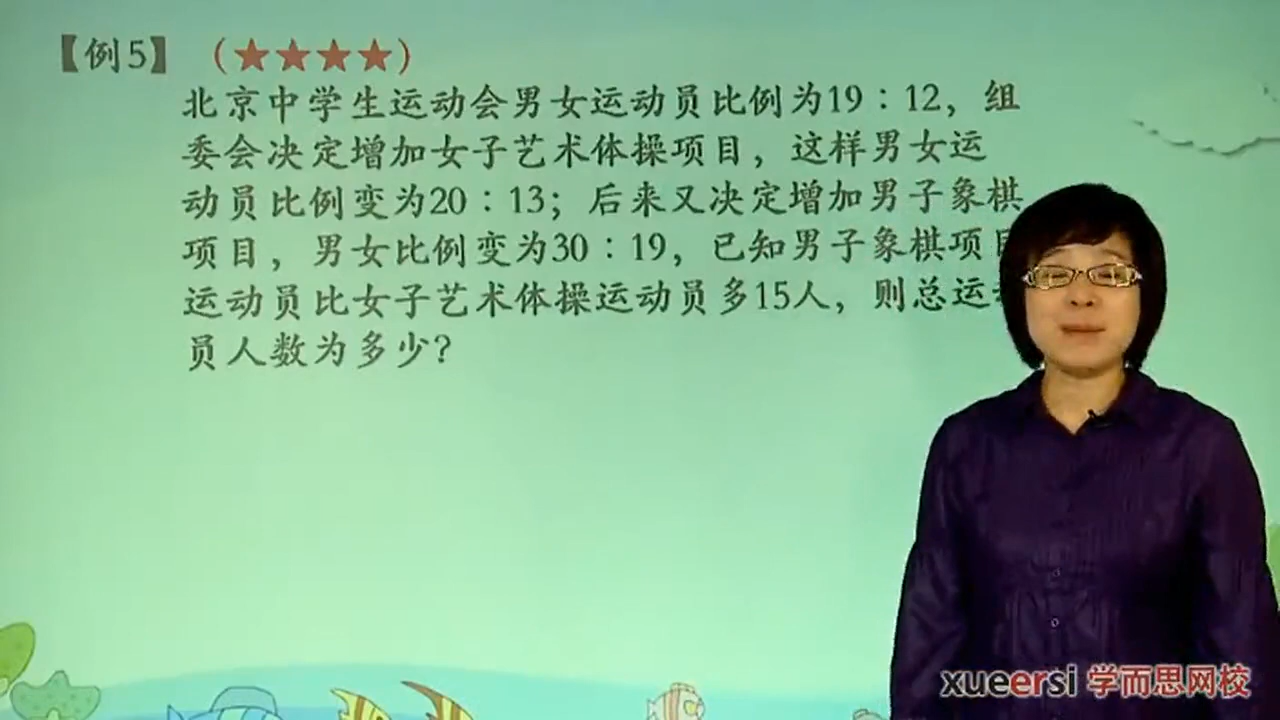 【例5】 (★★★★)
北京中学生运动会男女运动员比例为19：12，组
委会决定增加女子艺术体操项目，这样男女运
动员比例变为20：13；后来又决定增加男子象棋
项目，男女比例变为30：19，已知男子象棋项目
运动员比女子艺术体操运动员多15人，则总运动
员人数为多少？
xueersi 学而思网校